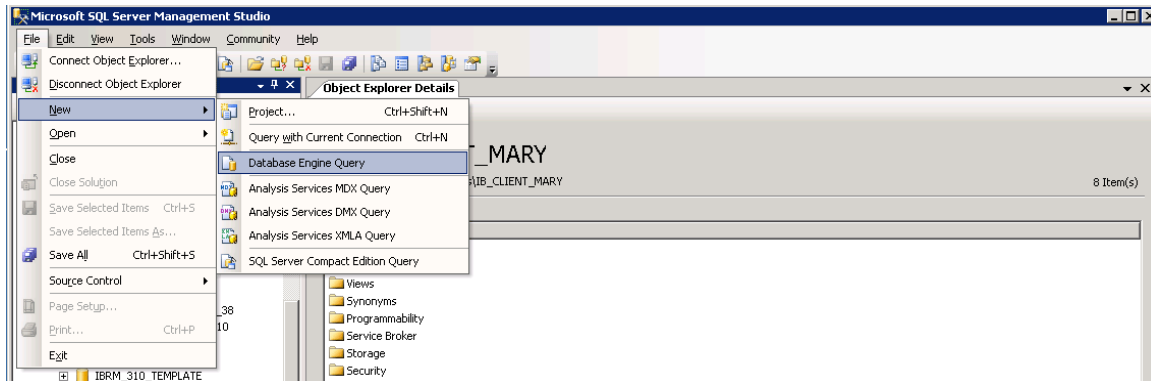 Microsoft SQL Server Management Studio
File Edit View Tools Window Community Help
Connect Object Explorer...
Disconnect Object Explorer
New
Open
Close
Close Solution
Save Selected Items Ctrl+S
Save Selected Items As...
Save All Ctrl+Shift+S
Source Control
Page Setup...
Print... Ctrl+P
Exit
Project... Ctrl+Shift+N
Query with Current Connection Ctrl+N
Database Engine Query
Analysis Services MDX Query
Analysis Services DMX Query
Analysis Services XMLA Query
SQL Server Compact Edition Query
Object Explorer Details
_MARY
\IB_CLIENT_MARY 8 Item(s)
Views
Synonyms
Programmability
Service Broker
Storage
Security
_38
10
IBRM_310_TEMPLATE